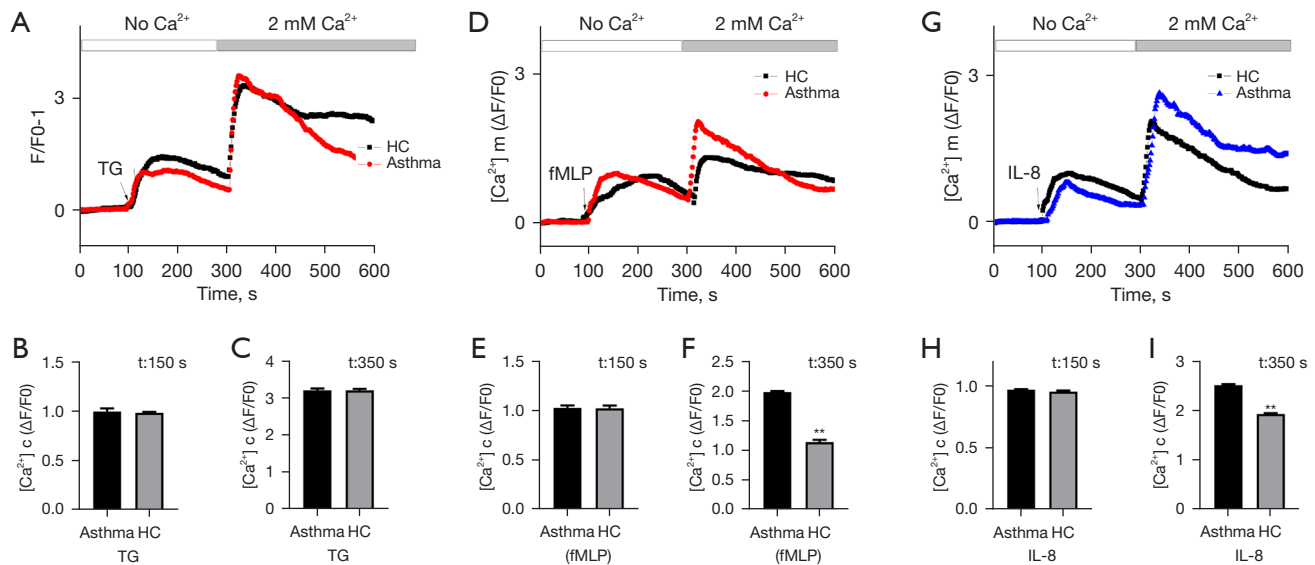 A
No Ca²⁺ 2 mM Ca²⁺
F/F0-1
3
0
TG
HC
Asthma
0 100 200 300 400 500 600
Time, s
D
No Ca²⁺ 2 mM Ca²⁺
[Ca²⁺] m (ΔF/F0)
3
0
fMLP
HC
Asthma
0 100 200 300 400 500 600
Time, s
G
No Ca²⁺ 2 mM Ca²⁺
[Ca²⁺] m (ΔF/F0)
3
0
IL-8
HC
Asthma
0 100 200 300 400 500 600
Time, s
B
t:150 s
[Ca²⁺] c (ΔF/F0)
1.5
1.0
0.5
0.0
Asthma HC
TG
C
t:350 s
[Ca²⁺] c (ΔF/F0)
4
3
2
1
0
Asthma HC
TG
E
t:150 s
[Ca²⁺] c (ΔF/F0)
1.5
1.0
0.5
0.0
Asthma HC
(fMLP)
F
t:350 s
[Ca²⁺] c (ΔF/F0)
2.5
2.0
1.5
1.0
0.5
0.0
**
Asthma HC
(fMLP)
H
t:150 s
[Ca²⁺] c (ΔF/F0)
1.0
0.5
0.0
Asthma HC
IL-8
I
t:350 s
[Ca²⁺] c (ΔF/F0)
3
2
1
0
**
Asthma HC
IL-8